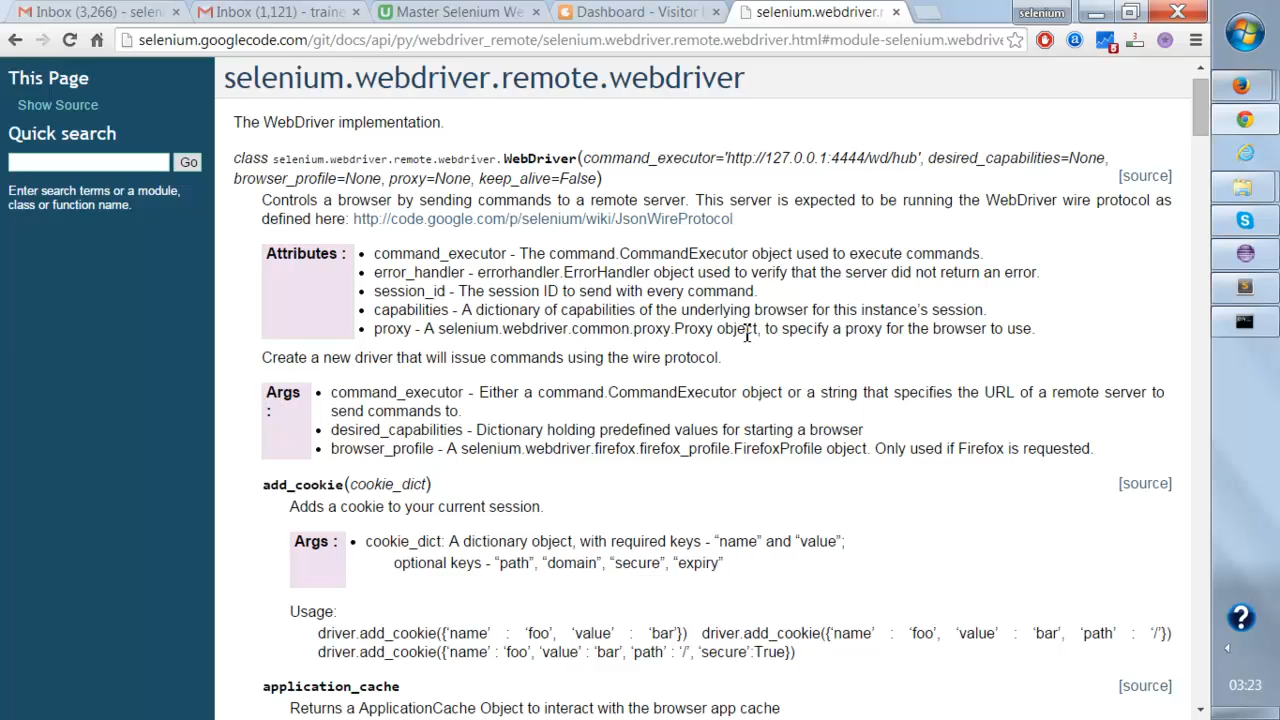 Inbox (3,266) - selen
Inbox (1,121) - traine
Master Selenium We
Dashboard - Visitor
selenium.webdriver.r
selenium
selenium.googlecode.com/git/docs/api/py/webdriver_remote/selenium.webdriver.remote.webdriver.html#module-selenium.webdrive
This Page
Show Source
Quick search
Go
Enter search terms or a module,
class or function name.
selenium.webdriver.remote.webdriver
The WebDriver implementation.
class selenium.webdriver.remote.webdriver.WebDriver(command_executor='http://127.0.0.1:4444/wd/hub', desired_capabilities=None,
browser_profile=None, proxy=None, keep_alive=False) [source]
Controls a browser by sending commands to a remote server. This server is expected to be running the WebDriver wire protocol as
defined here: http://code.google.com/p/selenium/wiki/JsonWireProtocol
Attributes : • command_executor - The command.CommandExecutor object used to execute commands.
• error_handler - errorhandler.ErrorHandler object used to verify that the server did not return an error.
• session_id - The session ID to send with every command.
• capabilities - A dictionary of capabilities of the underlying browser for this instance's session.
• proxy - A selenium.webdriver.common.proxy.Proxy object, to specify a proxy for the browser to use.
Create a new driver that will issue commands using the wire protocol.
Args • command_executor - Either a command.CommandExecutor object or a string that specifies the URL of a remote server to
: send commands to.
• desired_capabilities - Dictionary holding predefined values for starting a browser
• browser_profile - A selenium.webdriver.firefox.firefox_profile.FirefoxProfile object. Only used if Firefox is requested.
add_cookie(cookie_dict) [source]
Adds a cookie to your current session.
Args : • cookie_dict: A dictionary object, with required keys - “name” and “value”;
optional keys - “path”, “domain”, “secure”, “expiry”
Usage:
driver.add_cookie({‘name’ : ‘foo’, ‘value’ : ‘bar’}) driver.add_cookie({‘name’ : ‘foo’, ‘value’ : ‘bar’, ‘path’ : ‘/’})
driver.add_cookie({‘name’ : ‘foo’, ‘value’ : ‘bar’, ‘path’ : ‘/’, ‘secure’:True})
application_cache [source]
Returns a ApplicationCache Object to interact with the browser app cache
03:23